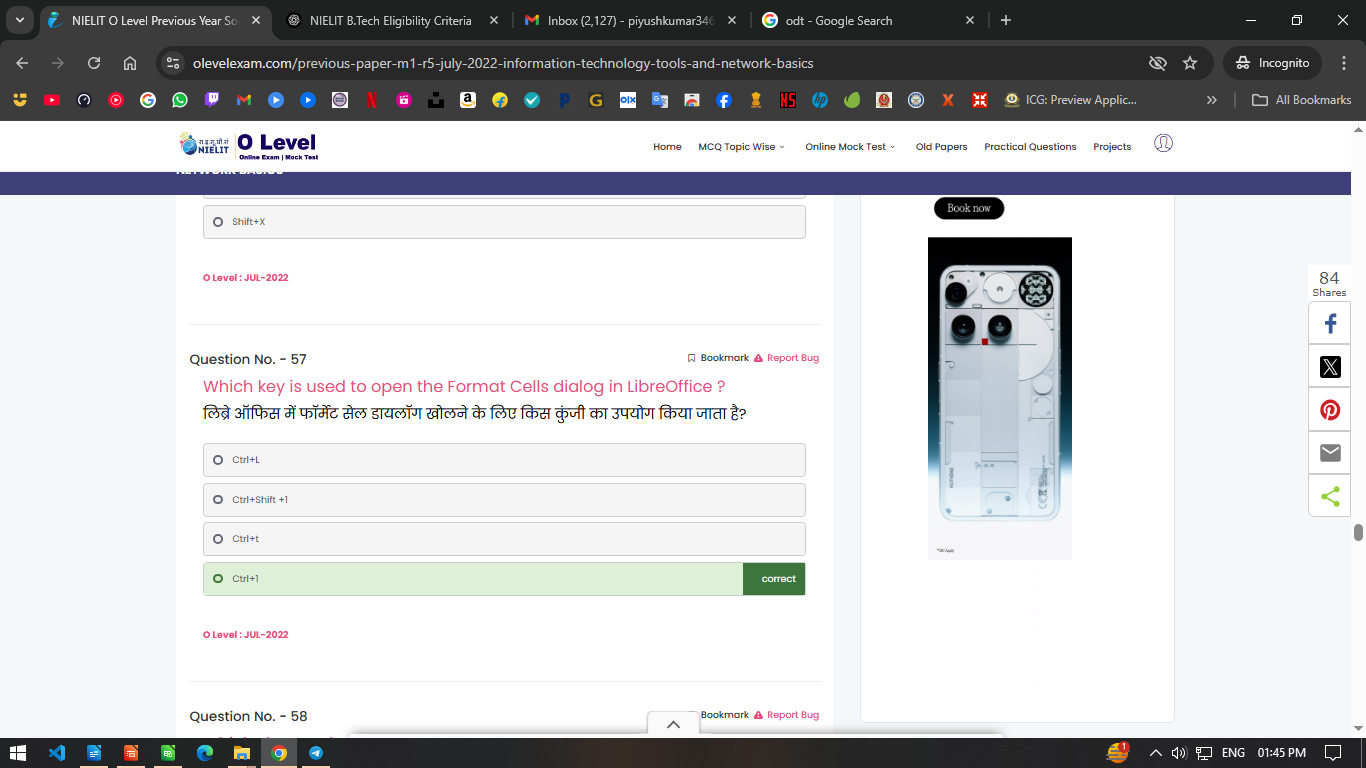 NIELIT O Level Previous Year So
NIELIT B.Tech Eligibility Criteria
Inbox (2,127) - piyushkumar346
odt - Google Search
olevelexam.com/previous-paper-m1-r5-july-2022-information-technology-tools-and-network-basics
Incognito
ICG: Preview Applic...
All Bookmarks
NIELIT
O Level
Online Exam | Mock Test
Home
MCQ Topic Wise
Online Mock Test
Old Papers
Practical Questions
Projects
NETWORK BASICS
Book now
Shift+X
O Level : JUL-2022
84
Shares
Question No. - 57
Bookmark
Report Bug
Which key is used to open the Format Cells dialog in LibreOffice ?
लिब्रे ऑफिस में फॉर्मेट सेल डायलॉग खोलने के लिए किस कुंजी का उपयोग किया जाता है?
Ctrl+L
Ctrl+Shift +1
Ctrl+t
Ctrl+1
correct
O Level : JUL-2022
Question No. - 58
Bookmark
Report Bug
1
ENG
01:45 PM